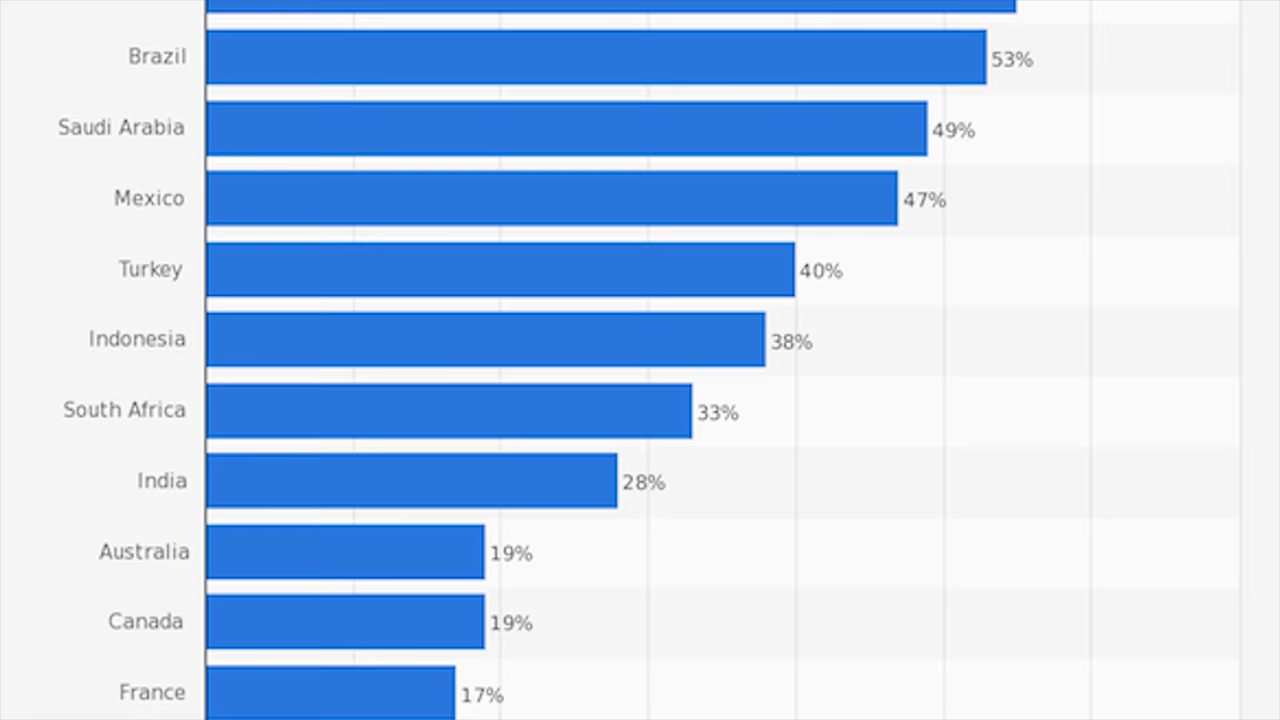 Brazil 53%
Saudi Arabia 49%
Mexico 47%
Turkey 40%
Indonesia 38%
South Africa 33%
India 28%
Australia 19%
Canada 19%
France 17%